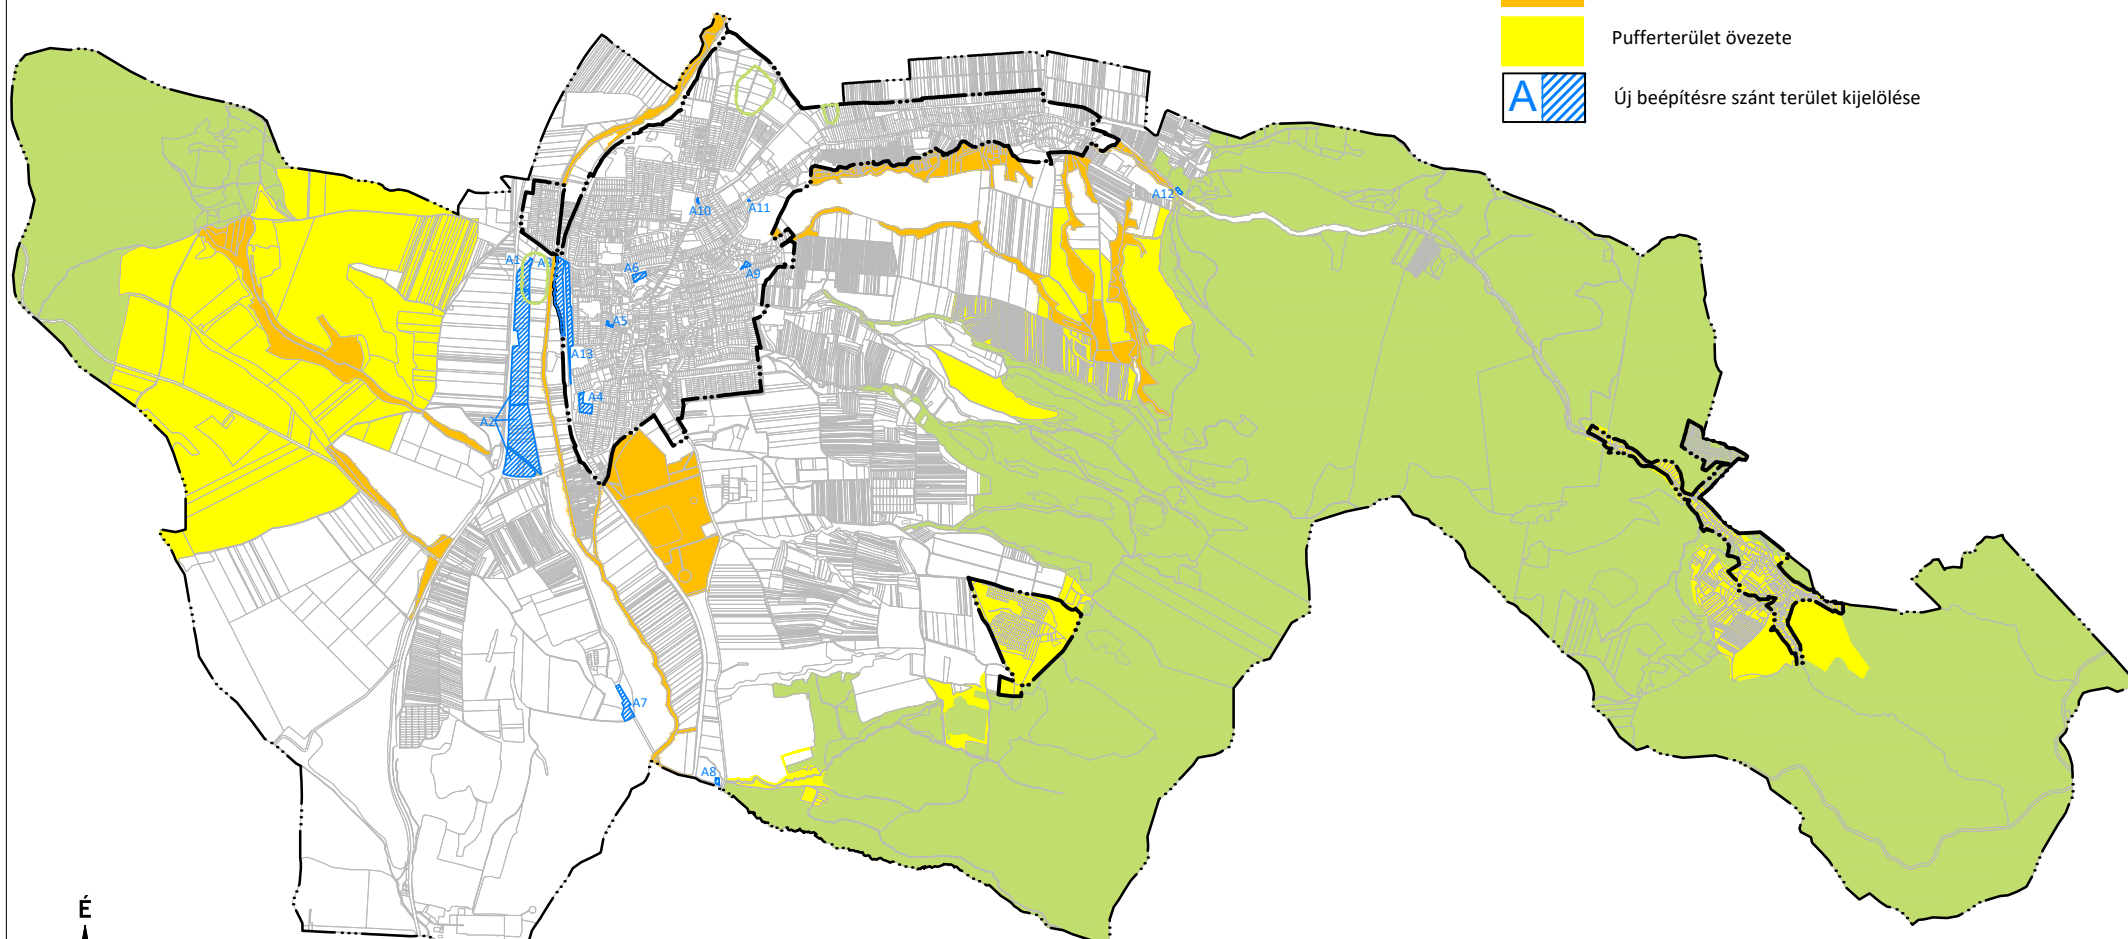 Pufferterület övezete
A Új beépítésre szánt terület kijelölése
A12
A10
A11
A1
A3
A6
A9
A5
A13
A4
A2
A7
A8
É